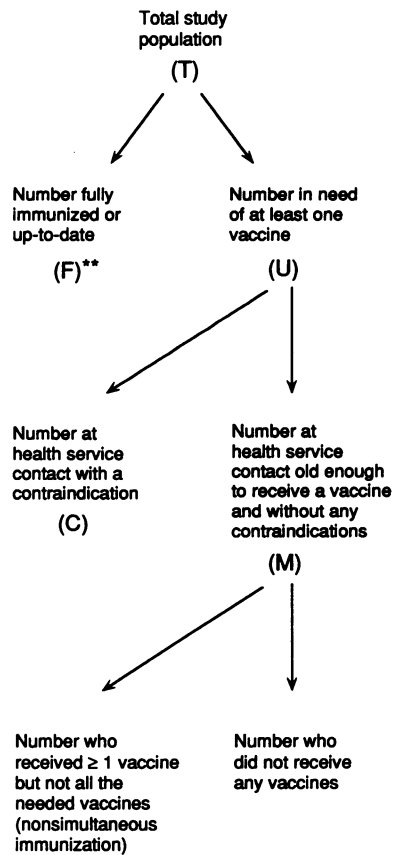 Total study
population
(T)
Number fully
immunized or
up-to-date
(F)**
Number in need
of at least one
vaccine
(U)
Number at
health service
contact with a
contraindication
(C)
Number at
health service
contact old enough
to receive a vaccine
and without any
contraindications
(M)
Number who
received ≥ 1 vaccine
but not all the
needed vaccines
(nonsimultaneous
immunization)
Number who
did not receive
any vaccines